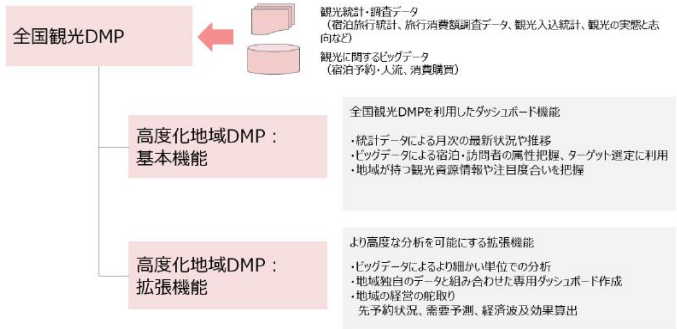 全国観光DMP
観光統計・調査データ
（宿泊旅行統計、旅行消費額調査データ、観光入込統計、観光の実態と志
向など）
観光に関するビッグデータ
（宿泊予約・人流、消費購買）
高度化地域DMP：
基本機能
全国観光DMPを利用したダッシュボード機能
・統計データによる月次の最新状況や推移
・ビッグデータによる宿泊・訪問者の属性把握、ターゲット選定に利用
・地域が持つ観光資源情報や注目度合いを把握
高度化地域DMP：
拡張機能
より高度な分析を可能にする拡張機能
・ビッグデータによるより細かい単位での分析
・地域独自のデータと組み合わせた専用ダッシュボード作成
・地域の経営の舵取り
先予約状況、需要予測、経済波及効果算出